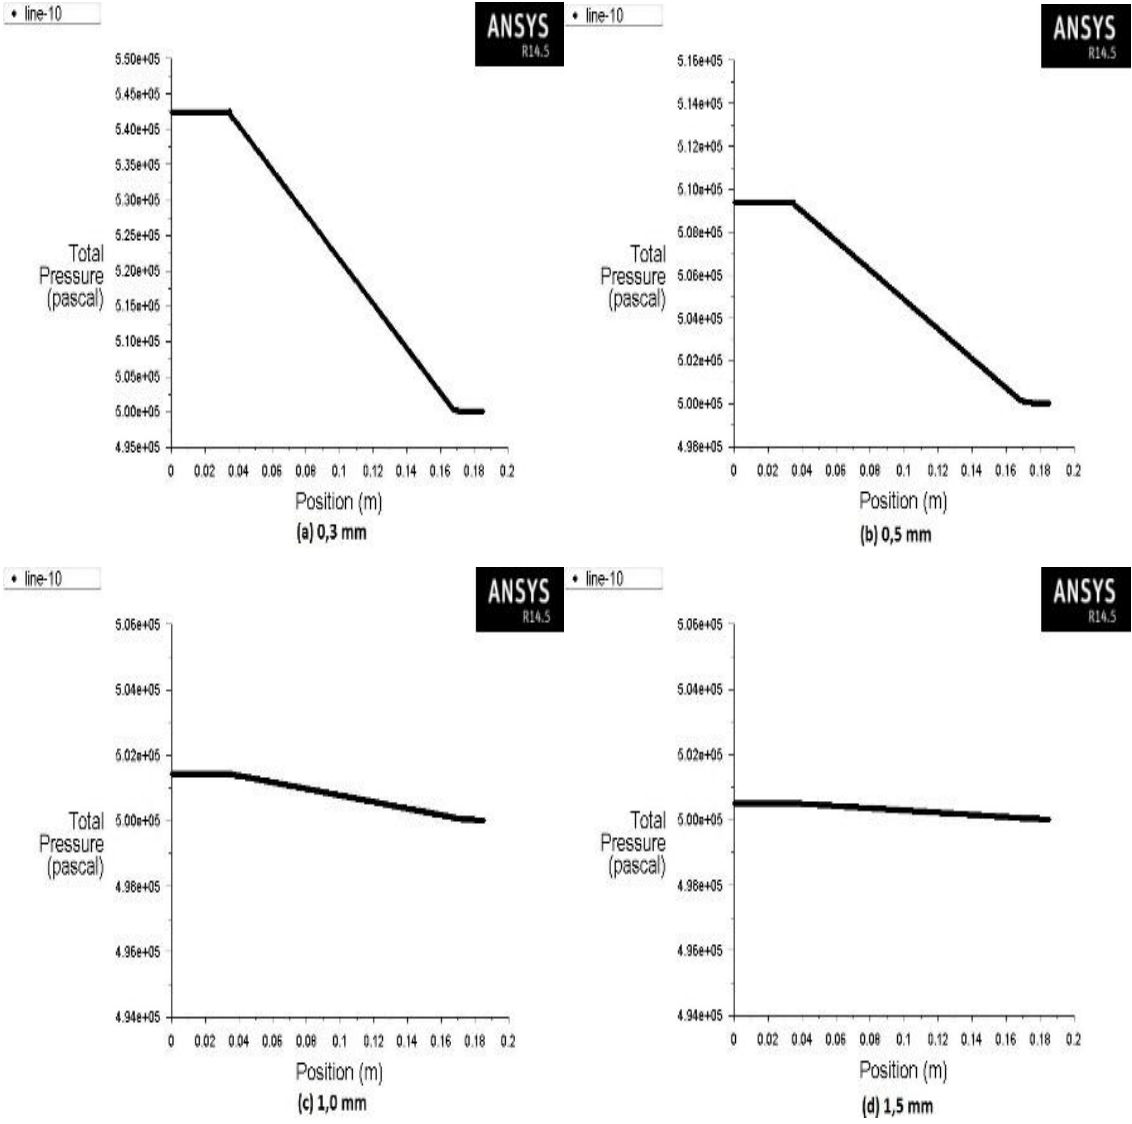 line-10
ANSYS
R14.5
5.50e+05
5.45e+05
5.40e+05
5.35e+05
5.30e+05
5.25e+05
5.20e+05
5.15e+05
5.10e+05
5.05e+05
5.00e+05
4.95e+05
Total
Pressure
(pascal)
0 0.02 0.04 0.06 0.08 0.1 0.12 0.14 0.16 0.18 0.2
Position (m)
(a) 0,3 mm
line-10
ANSYS
R14.5
5.16e+05
5.14e+05
5.12e+05
5.10e+05
5.08e+05
5.06e+05
5.04e+05
5.02e+05
5.00e+05
4.98e+05
Total
Pressure
(pascal)
0 0.02 0.04 0.06 0.08 0.1 0.12 0.14 0.16 0.18 0.2
Position (m)
(b) 0,5 mm
line-10
ANSYS
R14.5
5.06e+05
5.04e+05
5.02e+05
5.00e+05
4.98e+05
4.96e+05
4.94e+05
Total
Pressure
(pascal)
0 0.02 0.04 0.06 0.08 0.1 0.12 0.14 0.16 0.18 0.2
Position (m)
(c) 1,0 mm
line-10
ANSYS
R14.5
5.06e+05
5.04e+05
5.02e+05
5.00e+05
4.98e+05
4.96e+05
4.94e+05
Total
Pressure
(pascal)
0 0.02 0.04 0.06 0.08 0.1 0.12 0.14 0.16 0.18 0.2
Position (m)
(d) 1,5 mm